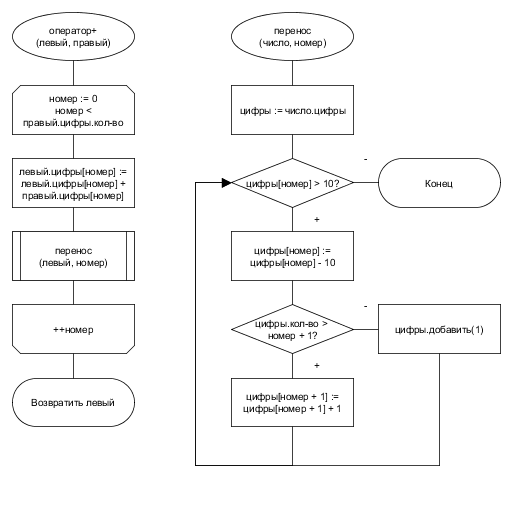 оператор+
(левый, правый)
номер := 0
номер <
правый.цифры.кол-во
левый.цифры[номер] :=
левый.цифры[номер] +
правый.цифры[номер]
перенос
(левый, номер)
++номер
Возвратить левый
перенос
(число, номер)
цифры := число.цифры
цифры[номер] > 10?
-
Конец
+
цифры[номер] :=
цифры[номер] - 10
цифры.кол-во >
номер + 1?
-
цифры.добавить(1)
+
цифры[номер + 1] :=
цифры[номер + 1] + 1